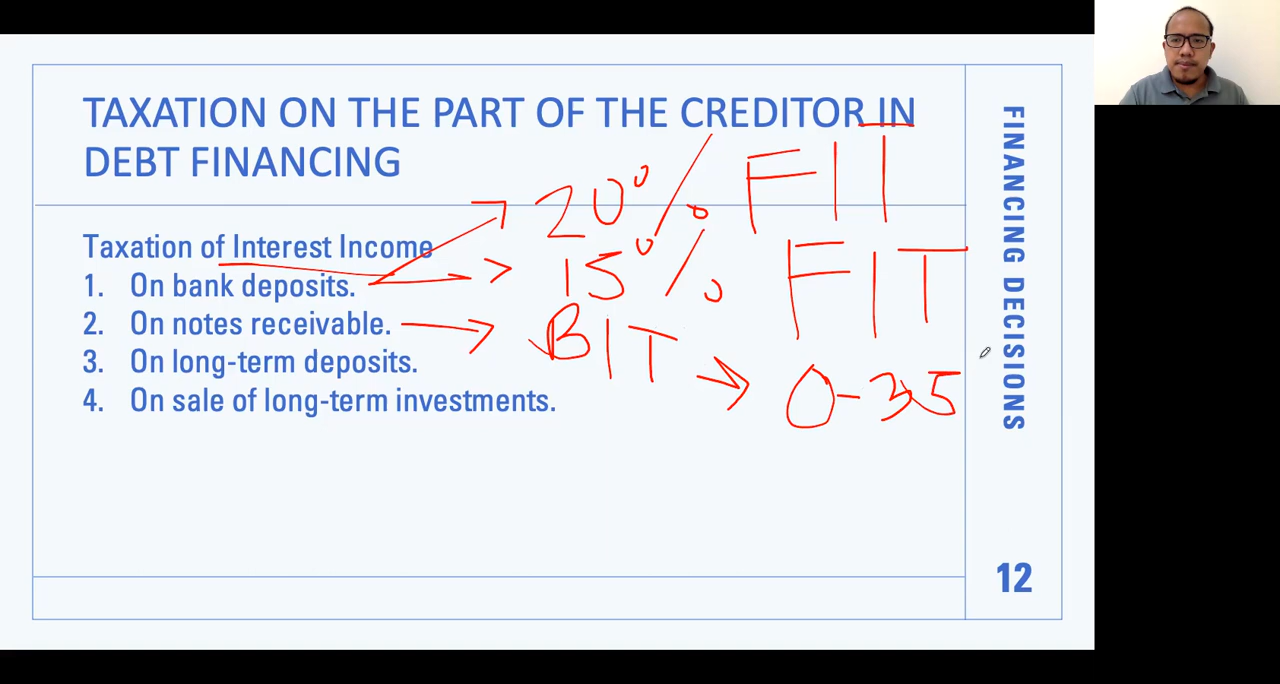 TAXATION ON THE PART OF THE CREDITOR IN
DEBT FINANCING
20% FIT
Taxation of Interest Income
15% FIT
1. On bank deposits.
2. On notes receivable.
BIT
0-35
3. On long-term deposits.
4. On sale of long-term investments.
FINANCING DECISIONS
12